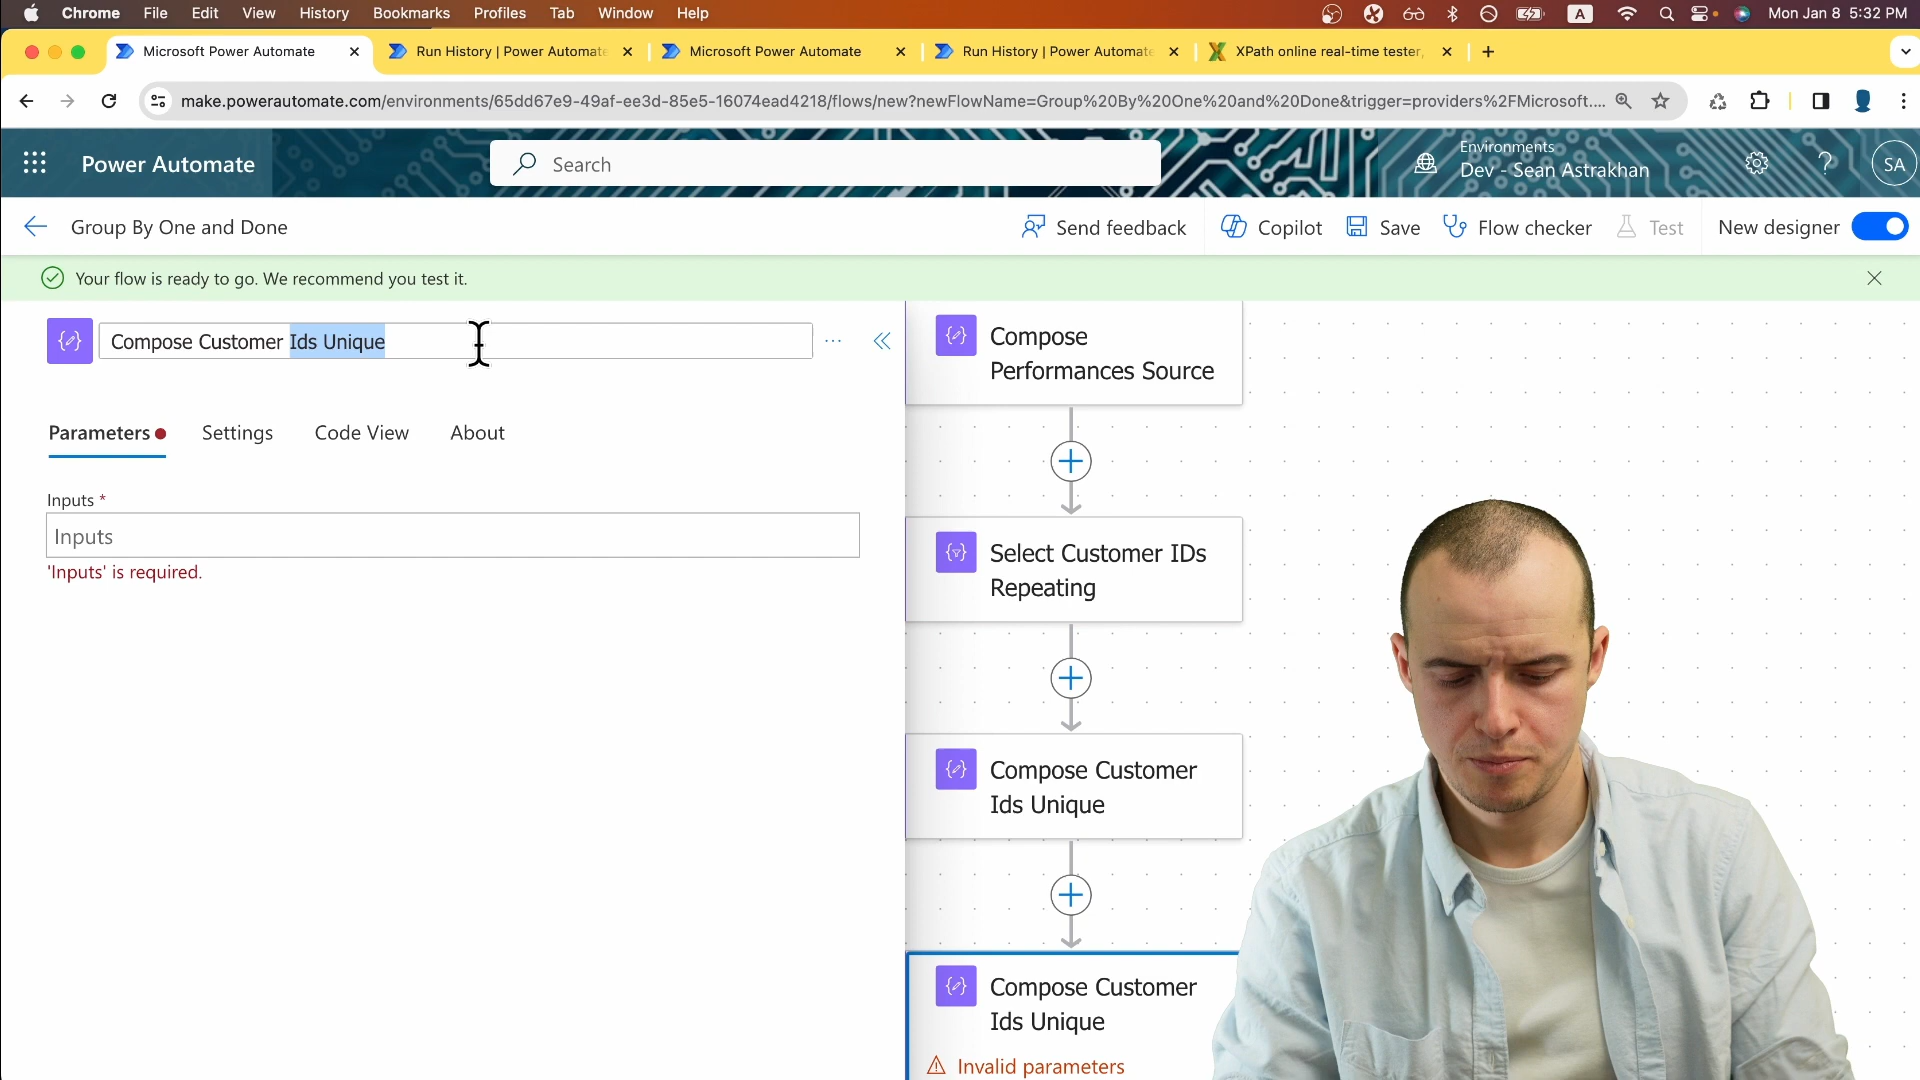 Chrome File Edit View History Bookmarks Profiles Tab Window Help A Mon Jan 8 5:32 PM
Microsoft Power Automate Run History | Power Automate Microsoft Power Automate Run History | Power Automate XPath online real-time tester,
make.powerautomate.com/environments/65dd67e9-49af-ee3d-85e5-16074ead4218/flows/new?newFlowName=Group%20By%20One%20and%20Done&trigger=providers%2FMicrosoft....
Power Automate Search Environments
Dev - Sean Astrakhan SA
Group By One and Done Send feedback Copilot Save Flow checker Test New designer
Your flow is ready to go. We recommend you test it.
Compose Customer Ids Unique
Parameters Settings Code View About
Inputs *
Inputs
'Inputs' is required.
Compose
Performances Source
Select Customer IDs
Repeating
Compose Customer
Ids Unique
Compose Customer
Ids Unique
Invalid parameters